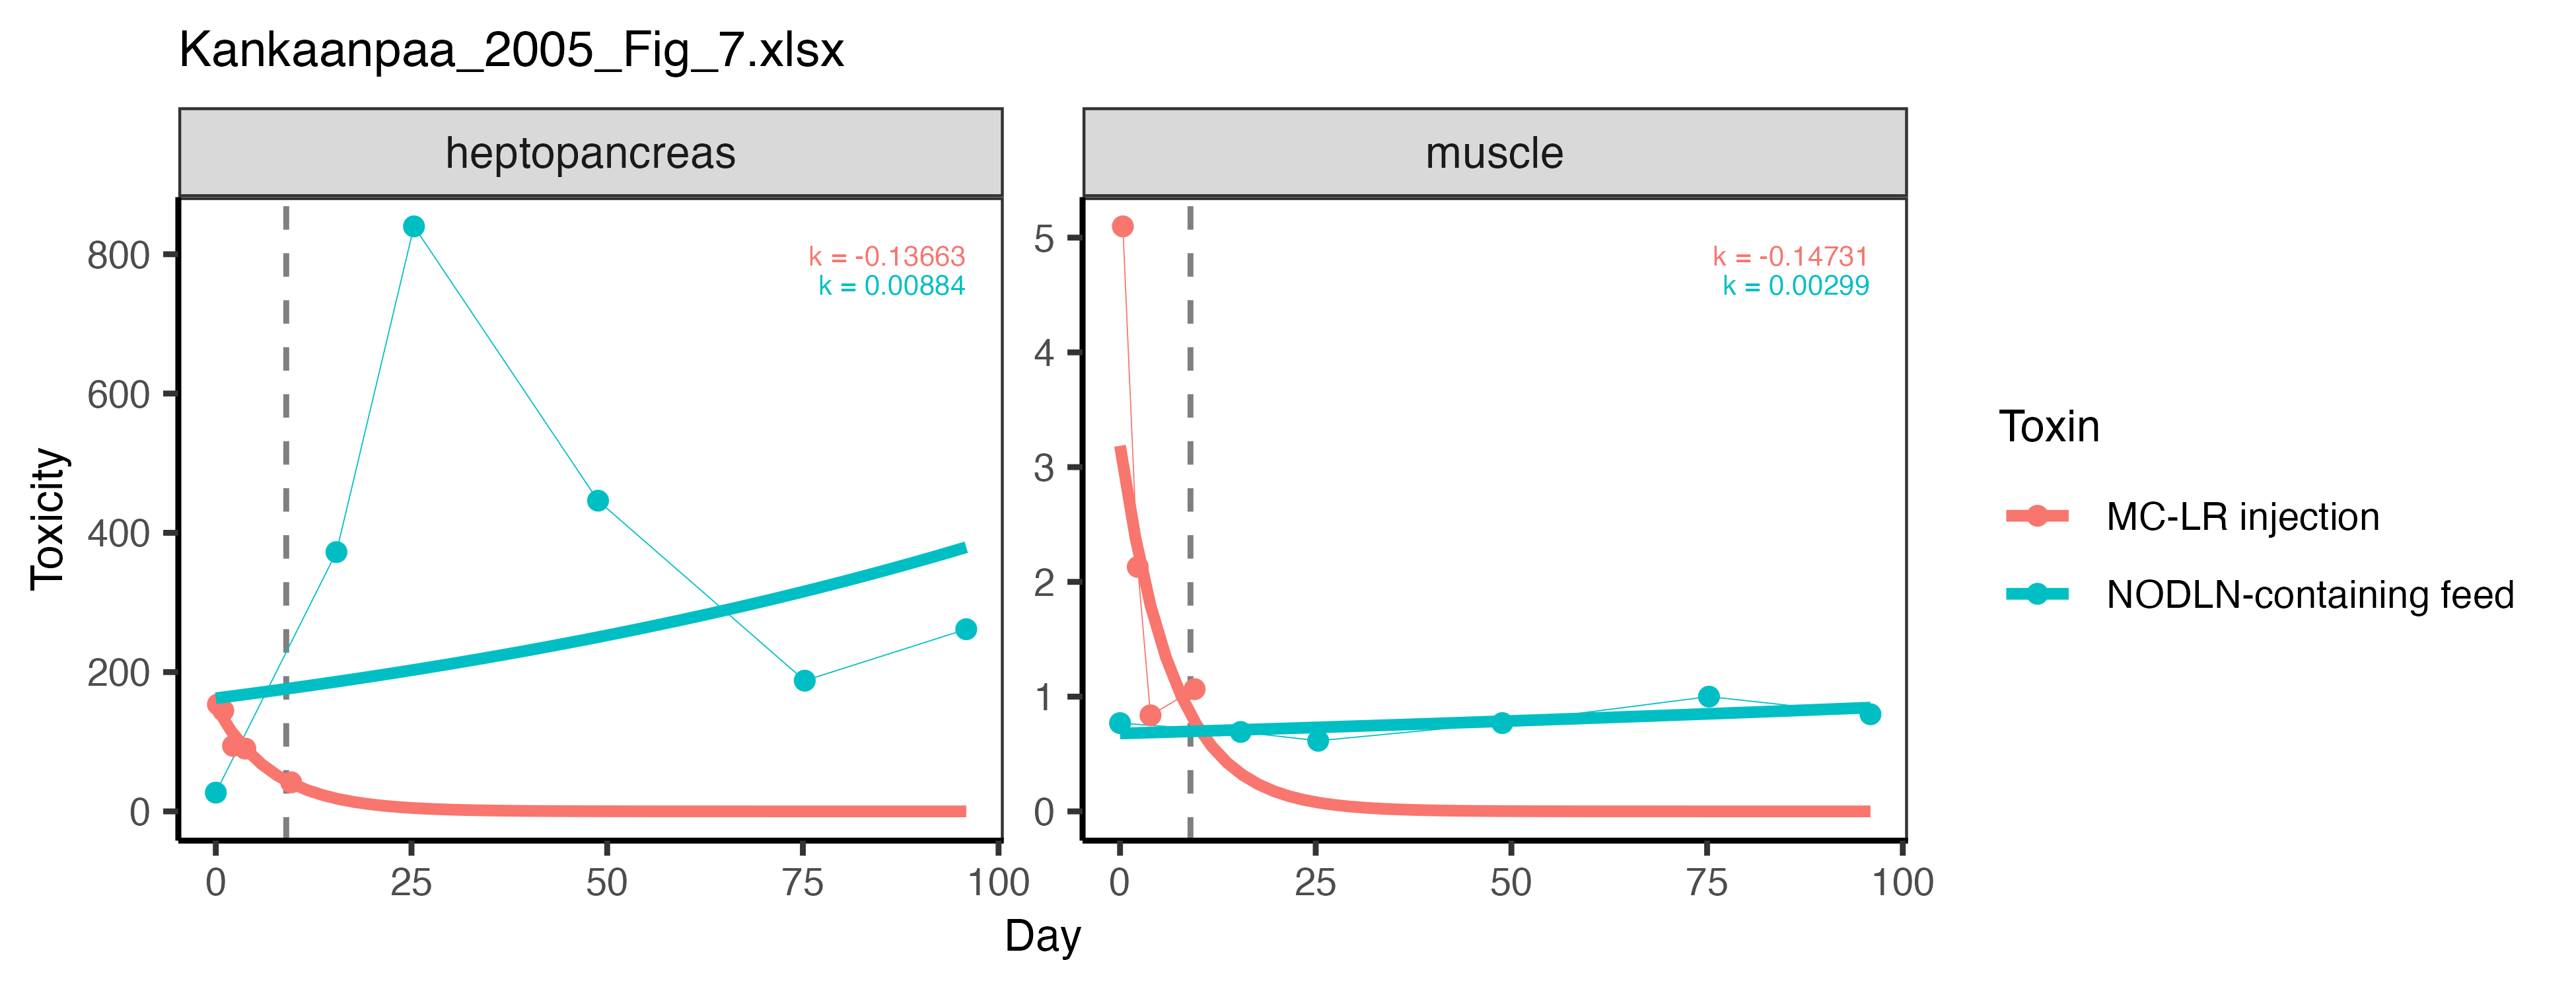 Kankaanpaa_2005_Fig_7.xlsx
heptopancreas
muscle
Toxicity
800
600
400
200
0
k = -0.13663
k = 0.00884
0
25
50
75
100
5
4
3
2
1
0
k = -0.14731
k = 0.00299
0
25
50
75
100
Day
Toxin
MC-LR injection
NODLN-containing feed